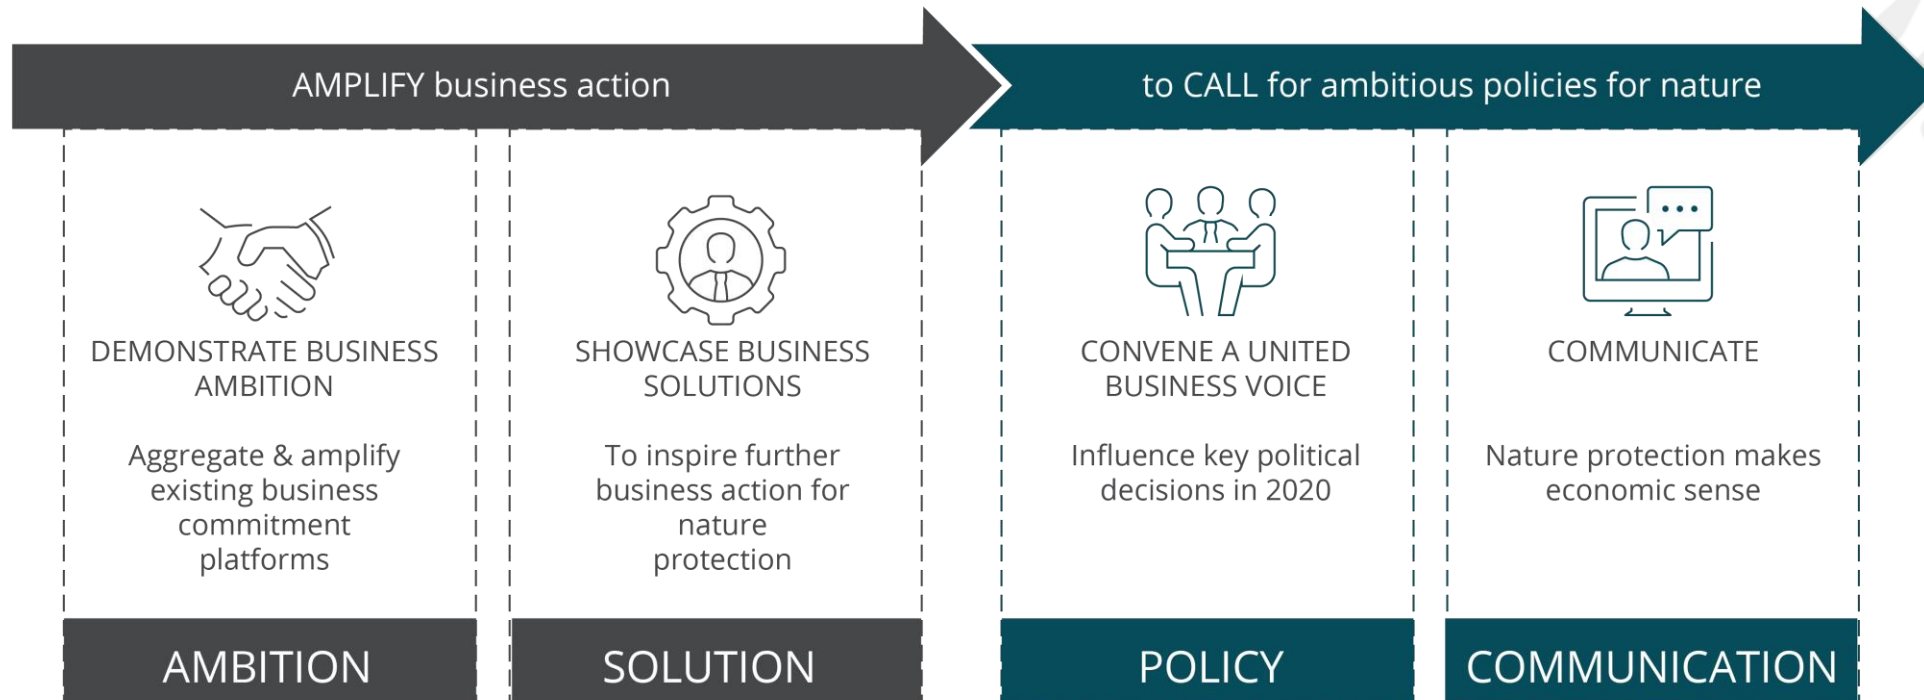 AMPLIFY business action
to CALL for ambitious policies for nature
DEMONSTRATE BUSINESS
AMBITION
Aggregate & amplify
existing business
commitment
platforms
AMBITION
SHOWCASE BUSINESS
SOLUTIONS
To inspire further
business action for
nature
protection
SOLUTION
CONVENE A UNITED
BUSINESS VOICE
Influence key political
decisions in 2020
POLICY
COMMUNICATE
Nature protection makes
economic sense
COMMUNICATION